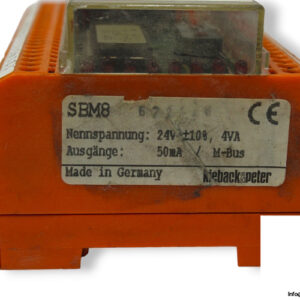 SBM8
CE
Nennspannung: 24V ±10%, 4VA
Ausgänge: 50mA / M-Bus
Made in Germany kieback&peter